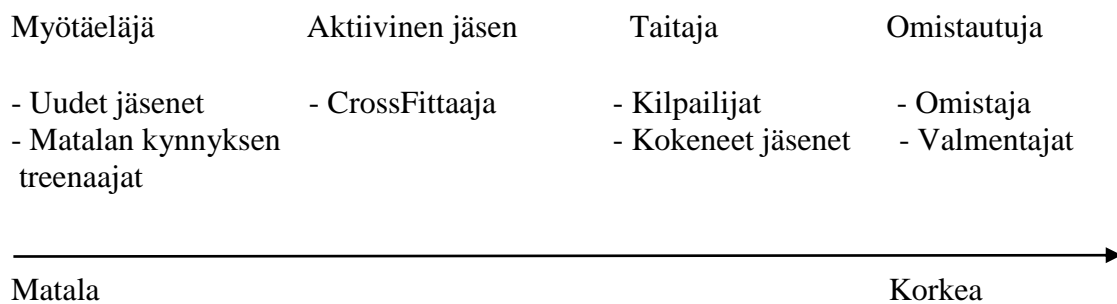 Myötäeläjä Aktiivinen jäsen Taitaja Omistautuja
- Uudet jäsenet - CrossFittaaja - Kilpailijat - Omistaja
- Matalan kynnyksen - Kokeneet jäsenet - Valmentajat
treenaajat
Matala Korkea